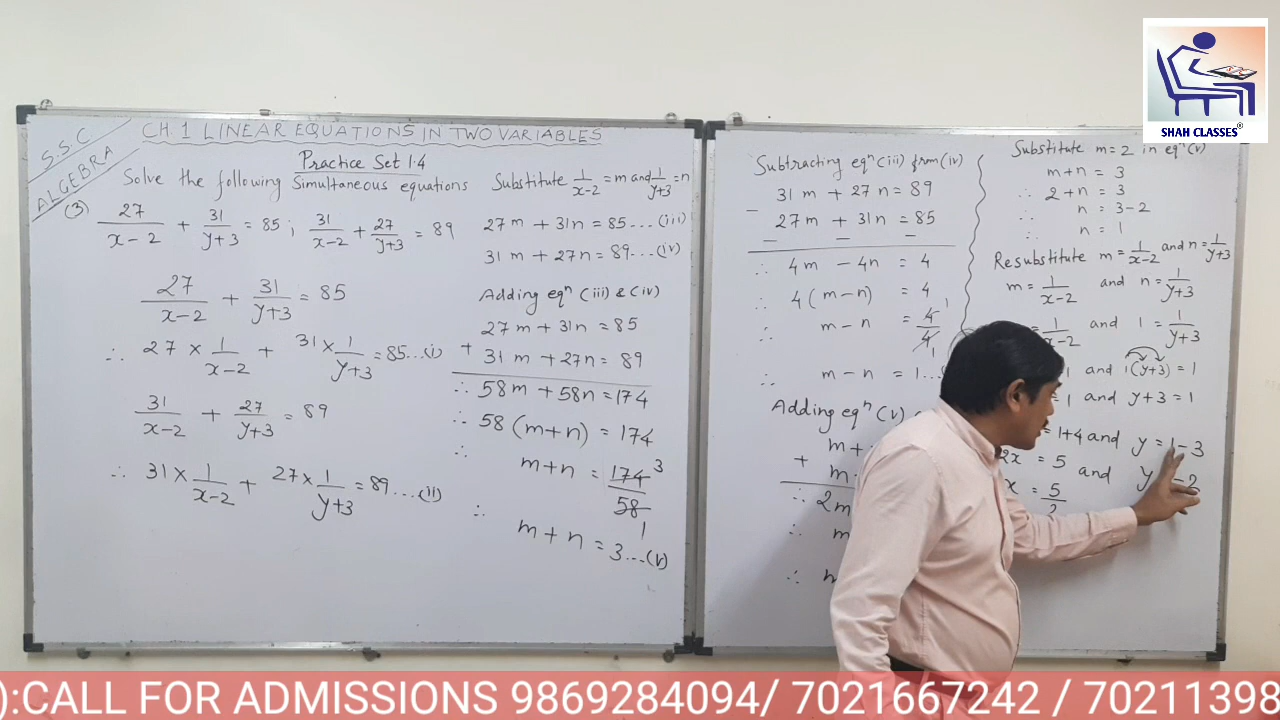 SHAH CLASSES®
S.S.C
ALGEBRA
CH 1 LINEAR EQUATIONS IN TWO VARIABLES
Practice Set 1.4
Solve the following Simultaneous equations
(3) 27/(x-2) + 31/(y+3) = 85 ; 31/(x-2) + 27/(y+3) = 89
27/(x-2) + 31/(y+3) = 85
∴ 27 × 1/(x-2) + 31 × 1/(y+3) = 85...(i)
31/(x-2) + 27/(y+3) = 89
∴ 31 × 1/(x-2) + 27 × 1/(y+3) = 89....(ii)
Substitute 1/(x-2) = m and 1/(y+3) = n
27m + 31n = 85...(iii)
31m + 27n = 89...(iv)
Adding eqⁿ (iii) & (iv)
27m + 31n = 85
+ 31m + 27n = 89
∴ 58m + 58n = 174
∴ 58(m+n) = 174
∴ m+n = 174/58 3 1
∴ m+n = 3...(v)
Subtracting eqⁿ (iii) from (iv)
31m + 27n = 89
- 27m + 31n = 85
- - -
∴ 4m - 4n = 4
∴ 4(m-n) = 4
∴ m - n = 4/4 1 1
∴ m - n = 1...
Adding eqⁿ (v)
m+
+ m-
∴ 2m
∴ m
∴ m
Substitute m = 2 in eqⁿ (v)
m+n = 3
∴ 2+n = 3
∴ n = 3-2
∴ n = 1
Resubstitute m = 1/(x-2) and n = 1/(y+3)
m = 1/(x-2) and n = 1/(y+3)
= 1/(x-2) and 1 = 1/(y+3)
1 and 1(y+3) = 1
= 1 and y+3 = 1
= 1+4 and y = 1-3
2x = 5 and y = -2
x = 5/2
):CALL FOR ADMISSIONS 9869284094/ 7021667242 / 70211398